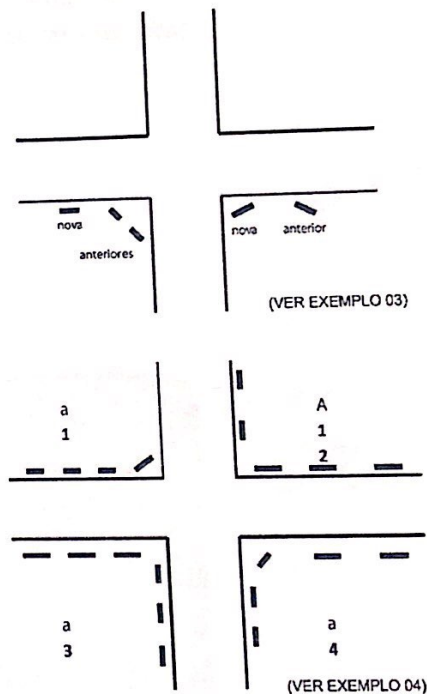 nova
anteriores
nova anterior
(VER EXEMPLO 03)
a
1
A
1
2
a
3
a
4
(VER EXEMPLO 04)